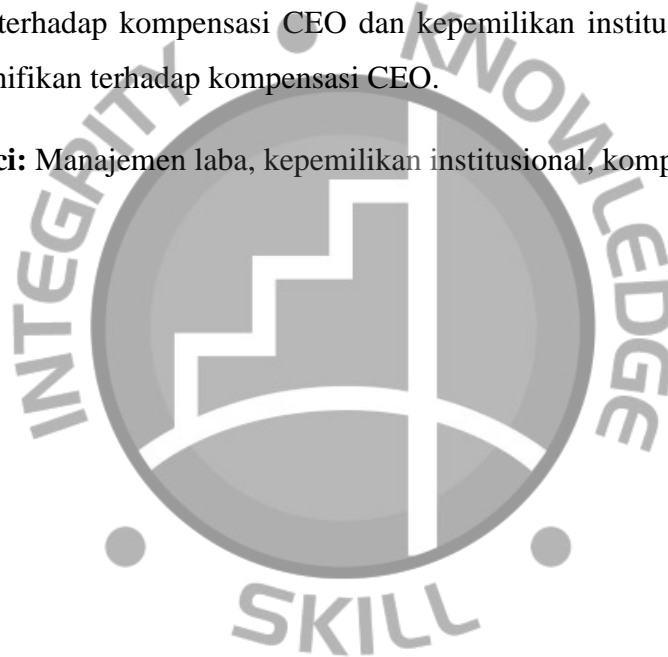 terhadap kompensasi CEO dan kepemilikan institu
nifikan terhadap kompensasi CEO.
ci: Manajemen laba, kepemilikan institusional, komp
INTEGRITY
KNOWLEDGE
SKILL